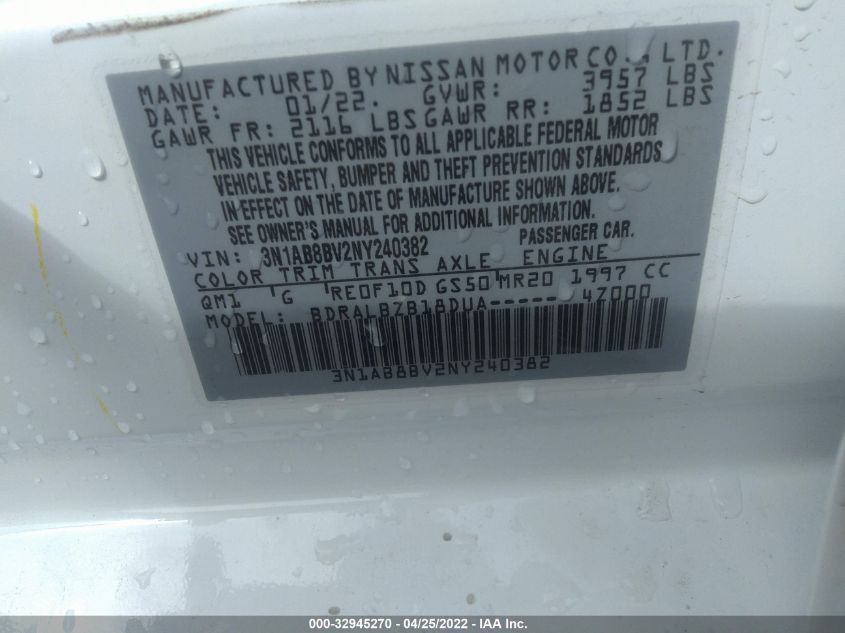 MANUFACTURED BY NISSAN MOTOR CO., LTD.
DATE: 01/22. GVWR: 3957 LBS
GAWR FR: 2116 LBS GAWR RR: 1852 LBS
THIS VEHICLE CONFORMS TO ALL APPLICABLE FEDERAL MOTOR
VEHICLE SAFETY, BUMPER AND THEFT PREVENTION STANDARDS
IN EFFECT ON THE DATE OF MANUFACTURE SHOWN ABOVE.
SEE OWNER'S MANUAL FOR ADDITIONAL INFORMATION.
VIN: 3N1AB8BV2NY240382 PASSENGER CAR.
COLOR TRIM TRANS AXLE ENGINE
QM1 G RE0F10D GS50 MR20 1997 CC
MODEL: BDRALBZB18DUA-----4Z000
3N1AB8BV2NY240382
000-32945270 - 04/25/2022 - IAA Inc.